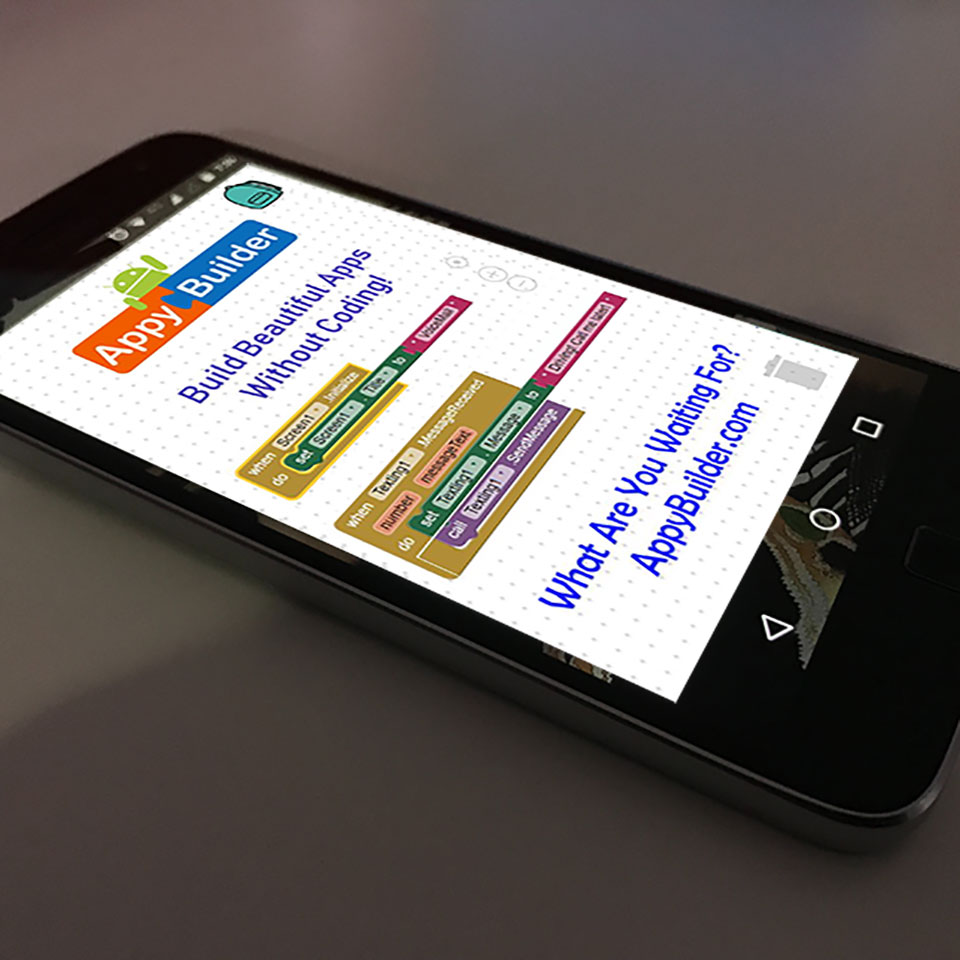 Appy Builder
Build Beautiful Apps
Without Coding!
when Screen1 .Initialize
do set Screen1 . Title to "VoiceMail"
when Texting1 .MessageReceived
number messageText
do set Texting1 . Message to "Driving! Call me later!"
call Texting1 .SendMessage
What Are You Waiting For?
AppyBuilder.com